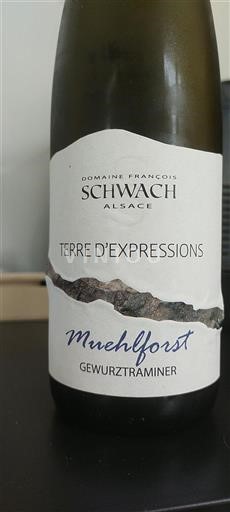 DOMAINE FRANÇOIS
SCHWACH
ALSACE
TERRE D'EXPRESSIONS
Muehlforst
GEWURZTRAMINER